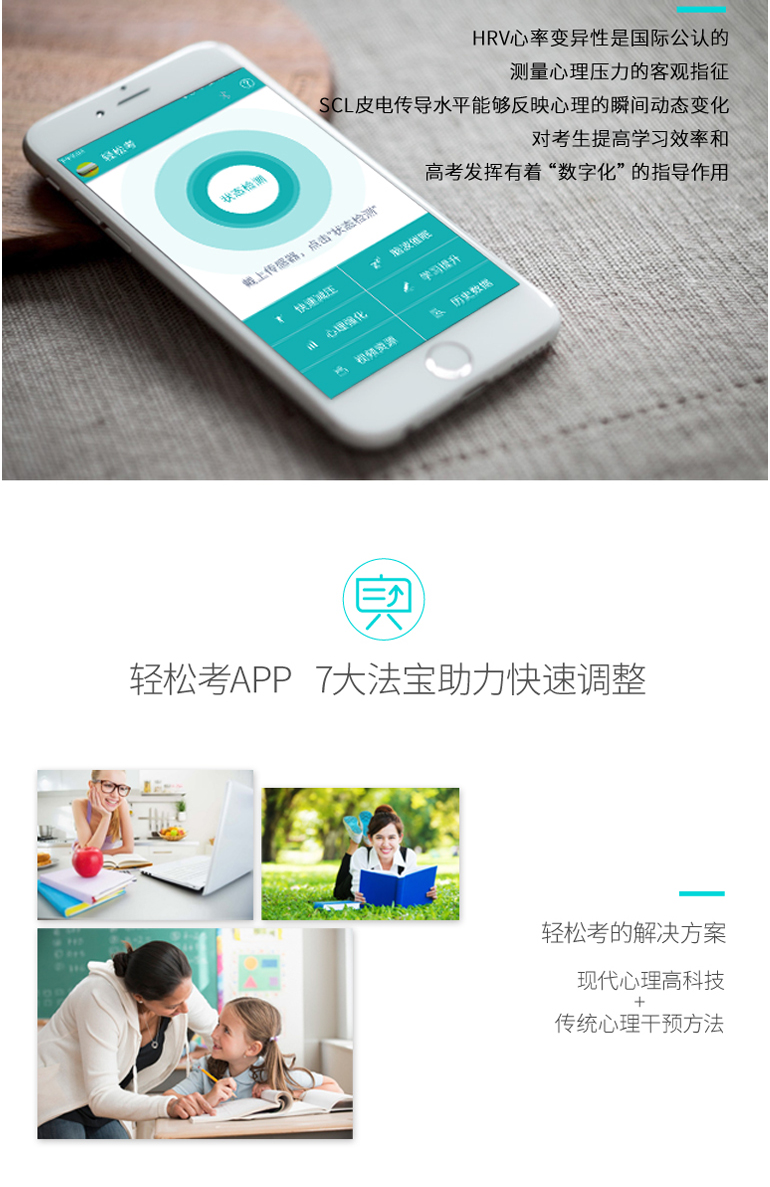 HRV心率变异性是国际公认的
测量心理压力的客观指征
SCL皮电传导水平能够反映心理的瞬间动态变化
对考生提高学习效率和
高考发挥有着“数字化”的指导作用
轻松考
状态检测
戴上传感器，点击“状态检测”
快速减压
脑波催眠
心理强化
学习提升
视频资源
历史数据
轻松考APP 7大法宝助力快速调整
轻松考的解决方案
现代心理高科技
+
传统心理干预方法